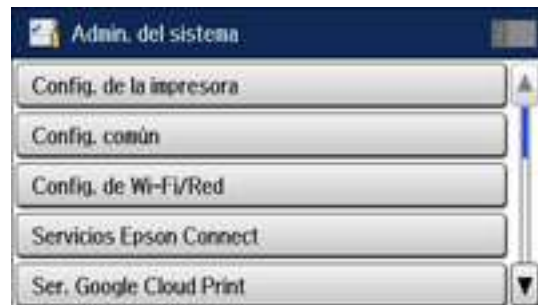 Admin. del sistema
Config. de la impresora
Config. común
Config. de Wi-Fi/Red
Servicios Epson Connect
Ser. Google Cloud Print